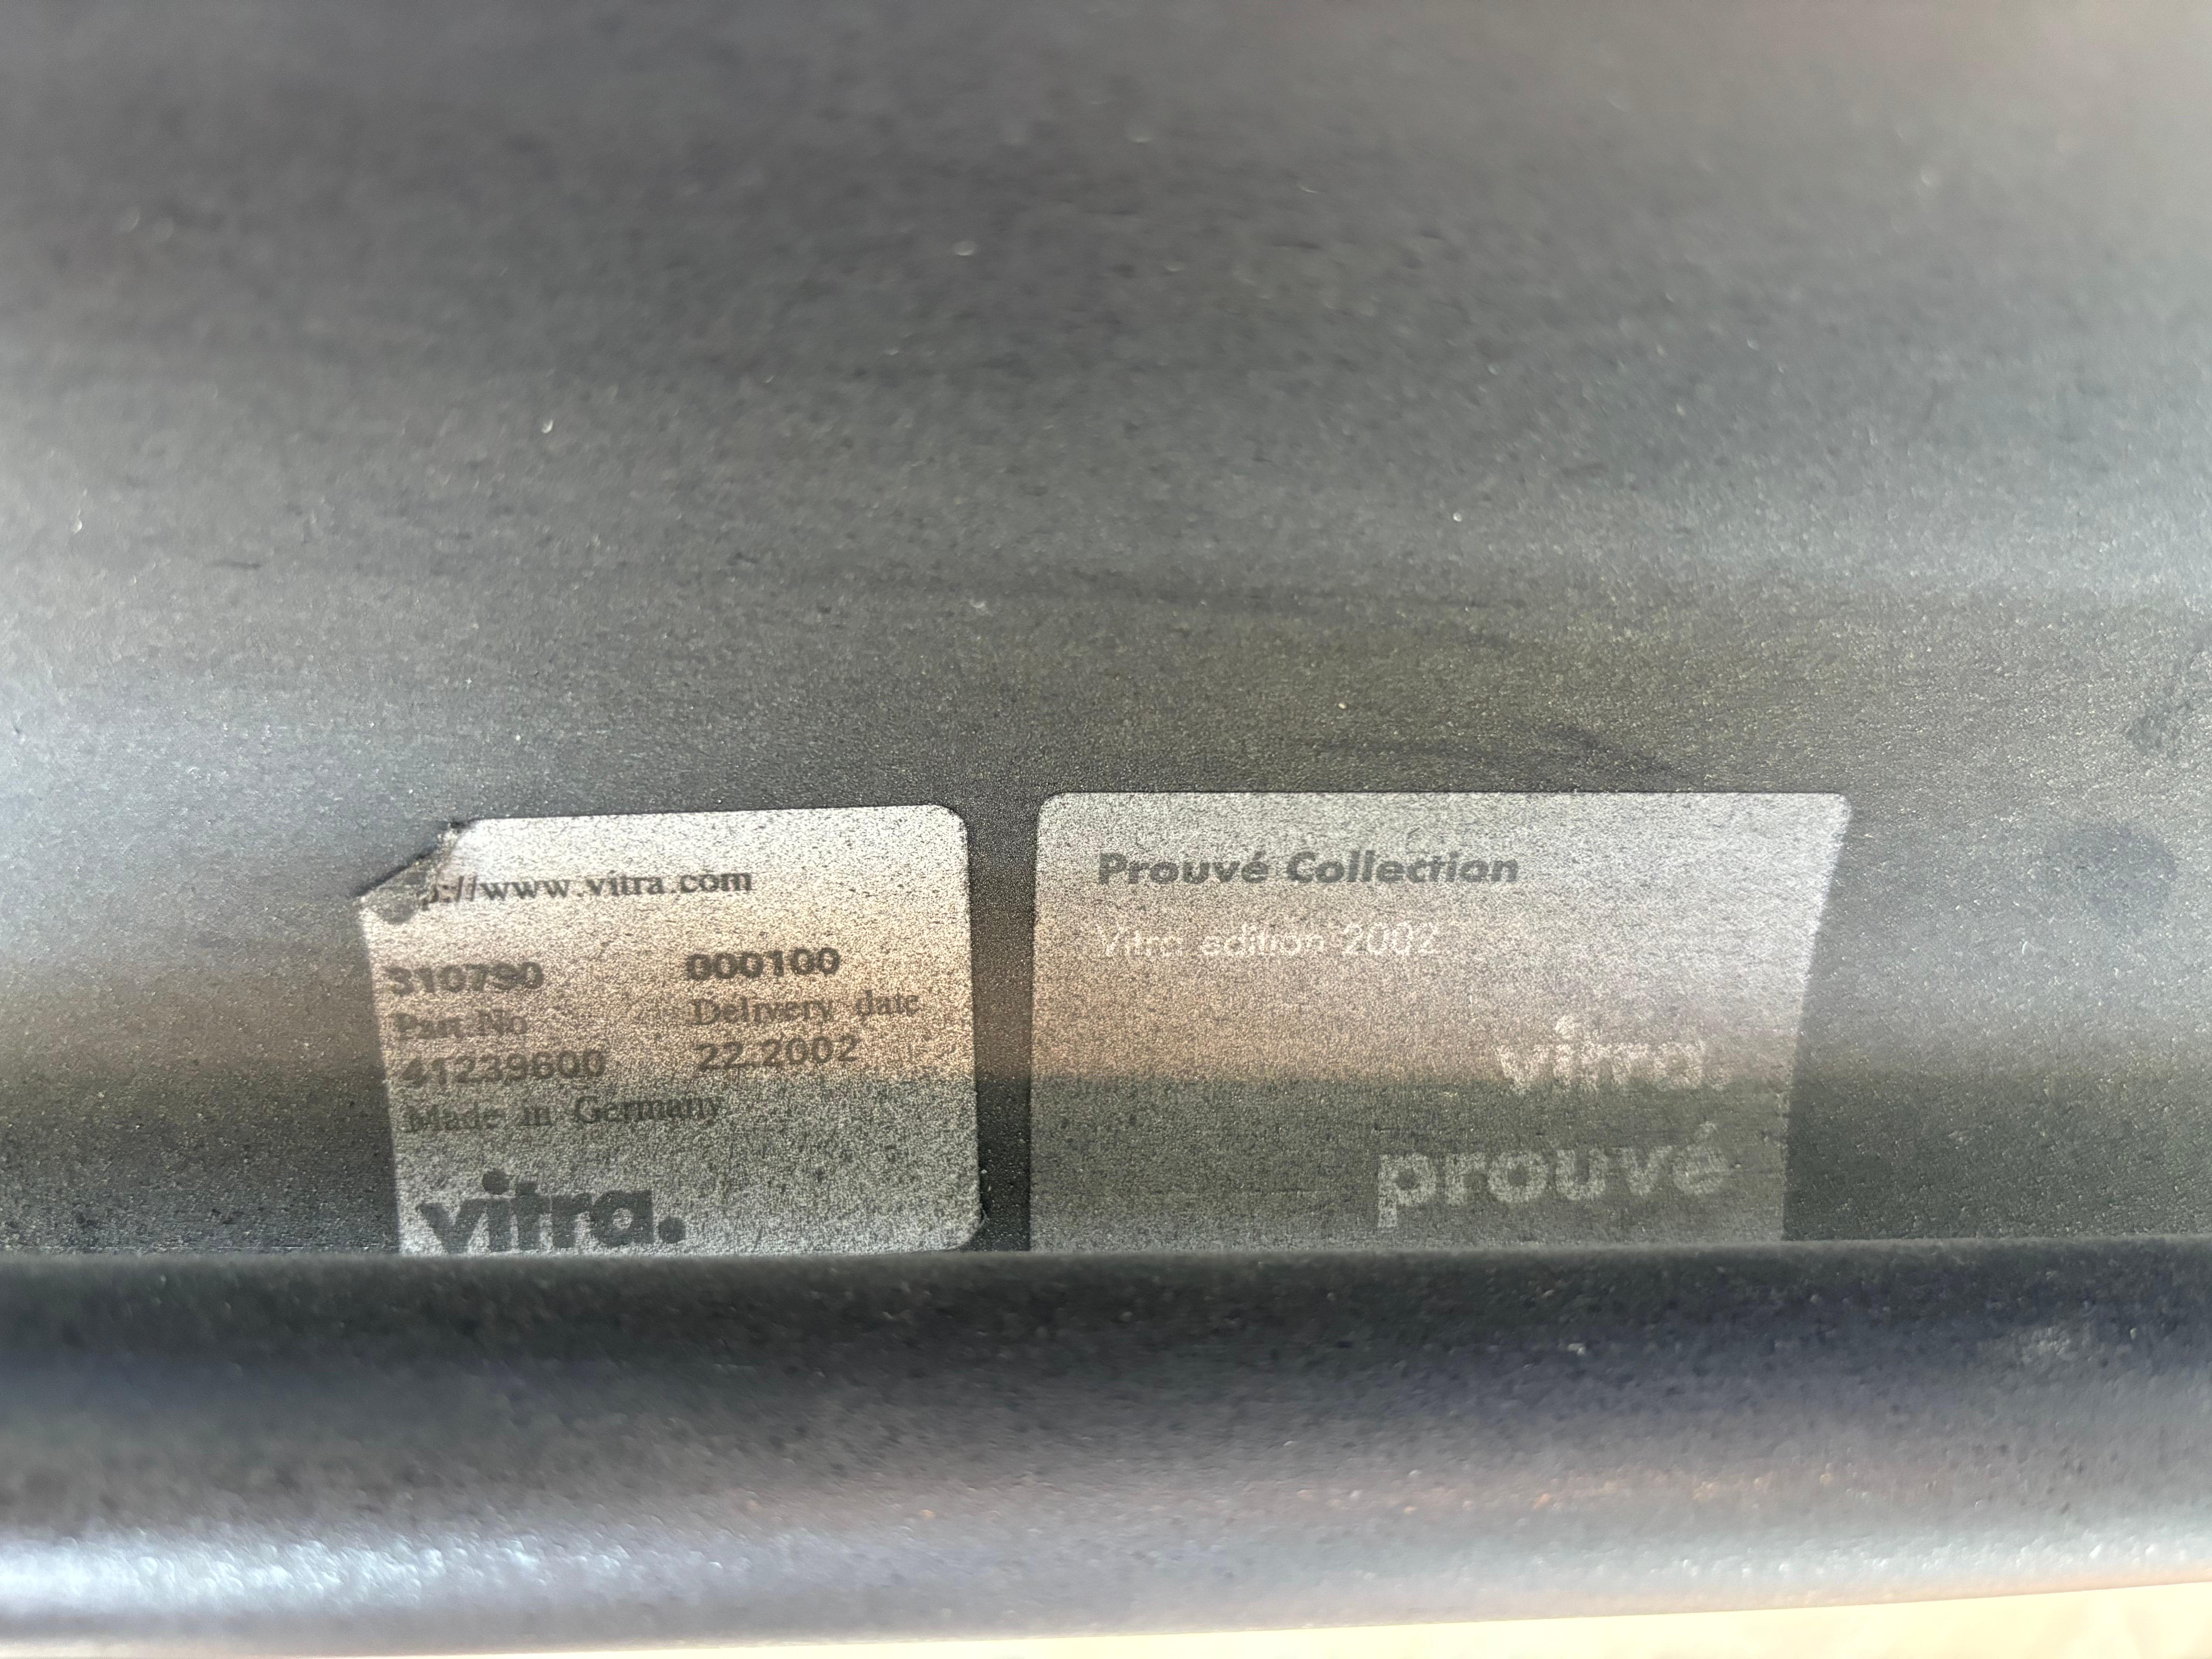 p://www.vitra.com
310790 000100
Part.No Delivery date
41239600 22.2002
Made in Germany
vitra.
Prouvé Collection
Vitra edition 2002
vitra.
prouvé